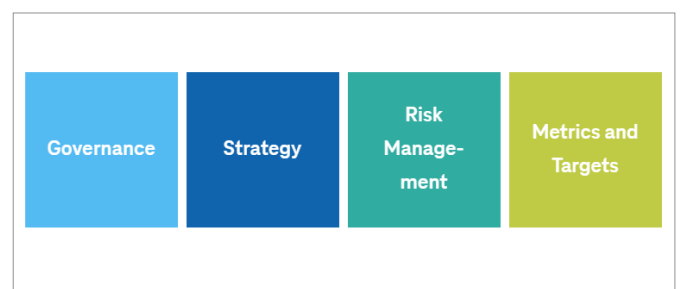 Governance
Strategy
Risk
Manage-
ment
Metrics and
Targets